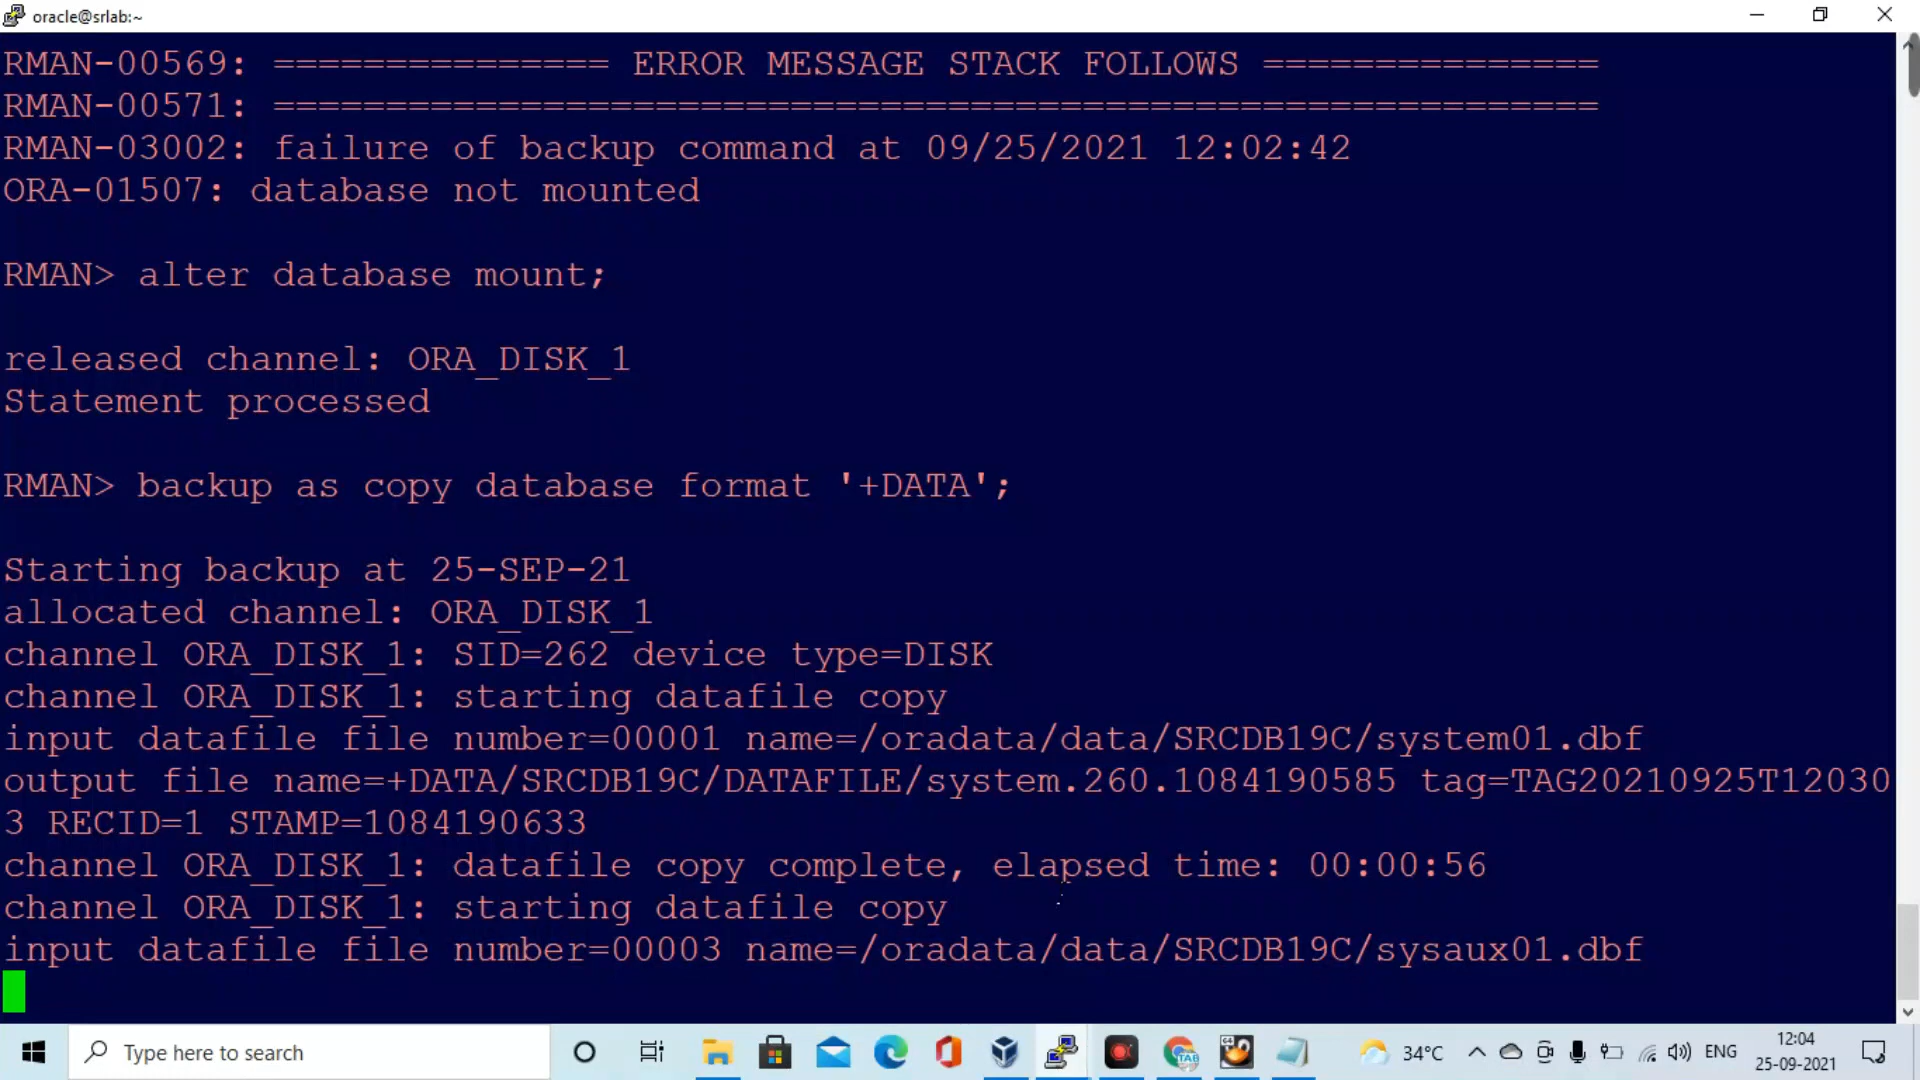 oracle@srlab:~
RMAN-00569: =============== ERROR MESSAGE STACK FOLLOWS ===============
RMAN-00571: ===========================================================
RMAN-03002: failure of backup command at 09/25/2021 12:02:42
ORA-01507: database not mounted
RMAN> alter database mount;
released channel: ORA_DISK_1
Statement processed
RMAN> backup as copy database format '+DATA';
Starting backup at 25-SEP-21
allocated channel: ORA_DISK_1
channel ORA_DISK_1: SID=262 device type=DISK
channel ORA_DISK_1: starting datafile copy
input datafile file number=00001 name=/oradata/data/SRCDB19C/system01.dbf
output file name=+DATA/SRCDB19C/DATAFILE/system.260.1084190585 tag=TAG20210925T12030
3 RECID=1 STAMP=1084190633
channel ORA_DISK_1: datafile copy complete, elapsed time: 00:00:56
channel ORA_DISK_1: starting datafile copy
input datafile file number=00003 name=/oradata/data/SRCDB19C/sysaux01.dbf
Type here to search
TAB
34°C
ENG
12:04
25-09-2021